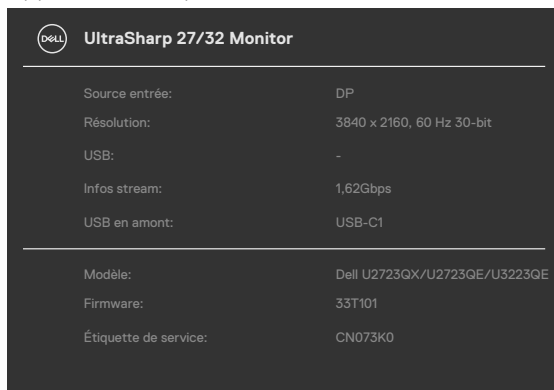 DELL UltraSharp 27/32 Monitor
Source entrée: DP
Résolution: 3840 x 2160, 60 Hz 30-bit
USB: -
Infos stream: 1,62Gbps
USB en amont: USB-C1
Modèle: Dell U2723QX/U2723QE/U3223QE
Firmware: 33T101
Étiquette de service: CN073K0